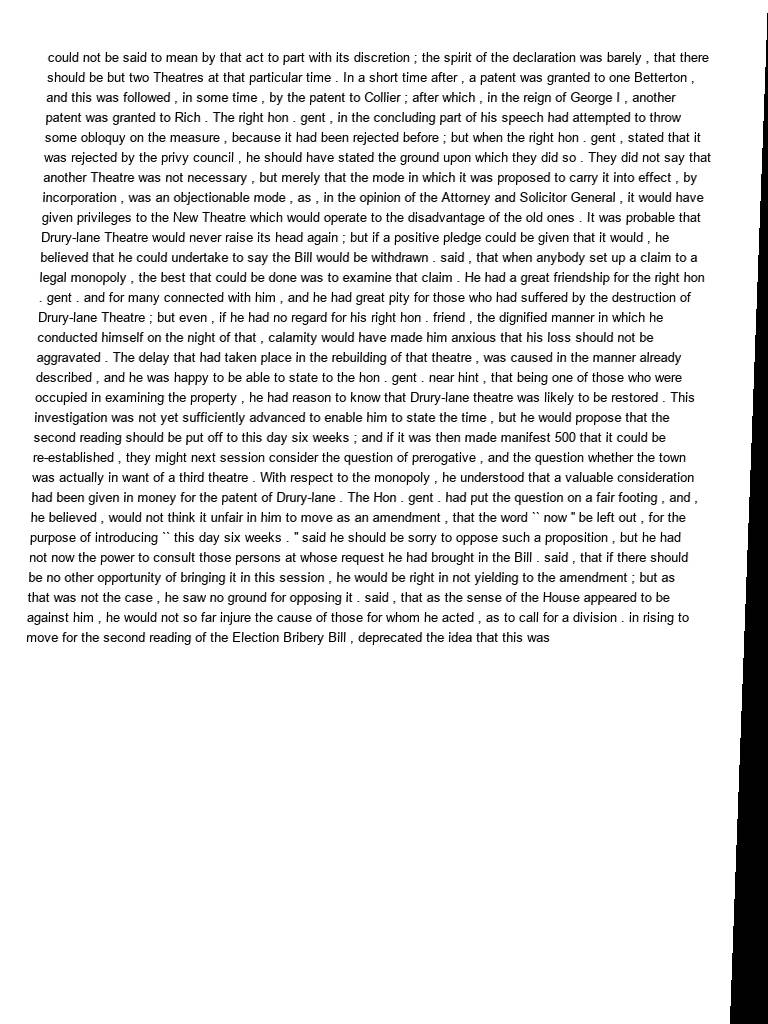 could not be said to mean by that act to part with its discretion ; the spirit of the declaration was barely , that there
should be but two Theatres at that particular time . In a short time after , a patent was granted to one Betterton ,
and this was followed , in some time , by the patent to Collier ; after which , in the reign of George I , another
patent was granted to Rich . The right hon . gent , in the concluding part of his speech had attempted to throw
some obloquy on the measure , because it had been rejected before ; but when the right hon . gent , stated that it
was rejected by the privy council , he should have stated the ground upon which they did so . They did not say that
another Theatre was not necessary , but merely that the mode in which it was proposed to carry it into effect , by
incorporation , was an objectionable mode , as , in the opinion of the Attorney and Solicitor General , it would have
given privileges to the New Theatre which would operate to the disadvantage of the old ones . It was probable that
Drury-lane Theatre would never raise its head again ; but if a positive pledge could be given that it would , he
believed that he could undertake to say the Bill would be withdrawn . said , that when anybody set up a claim to a
legal monopoly , the best that could be done was to examine that claim . He had a great friendship for the right hon
. gent . and for many connected with him , and he had great pity for those who had suffered by the destruction of
Drury-lane Theatre ; but even , if he had no regard for his right hon . friend , the dignified manner in which he
conducted himself on the night of that , calamity would have made him anxious that his loss should not be
aggravated . The delay that had taken place in the rebuilding of that theatre , was caused in the manner already
described , and he was happy to be able to state to the hon . gent . near hint , that being one of those who were
occupied in examining the property , he had reason to know that Drury-lane theatre was likely to be restored . This
investigation was not yet sufficiently advanced to enable him to state the time , but he would propose that the
second reading should be put off to this day six weeks ; and if it was then made manifest 500 that it could be
re-established , they might next session consider the question of prerogative , and the question whether the town
was actually in want of a third theatre . With respect to the monopoly , he understood that a valuable consideration
had been given in money for the patent of Drury-lane . The Hon . gent . had put the question on a fair footing , and ,
he believed , would not think it unfair in him to move as an amendment , that the word `` now '' be left out , for the
purpose of introducing `` this day six weeks . '' said he should be sorry to oppose such a proposition , but he had
not now the power to consult those persons at whose request he had brought in the Bill . said , that if there should
be no other opportunity of bringing it in this session , he would be right in not yielding to the amendment ; but as
that was not the case , he saw no ground for opposing it . said , that as the sense of the House appeared to be
against him , he would not so far injure the cause of those for whom he acted , as to call for a division . in rising to
move for the second reading of the Election Bribery Bill , deprecated the idea that this was